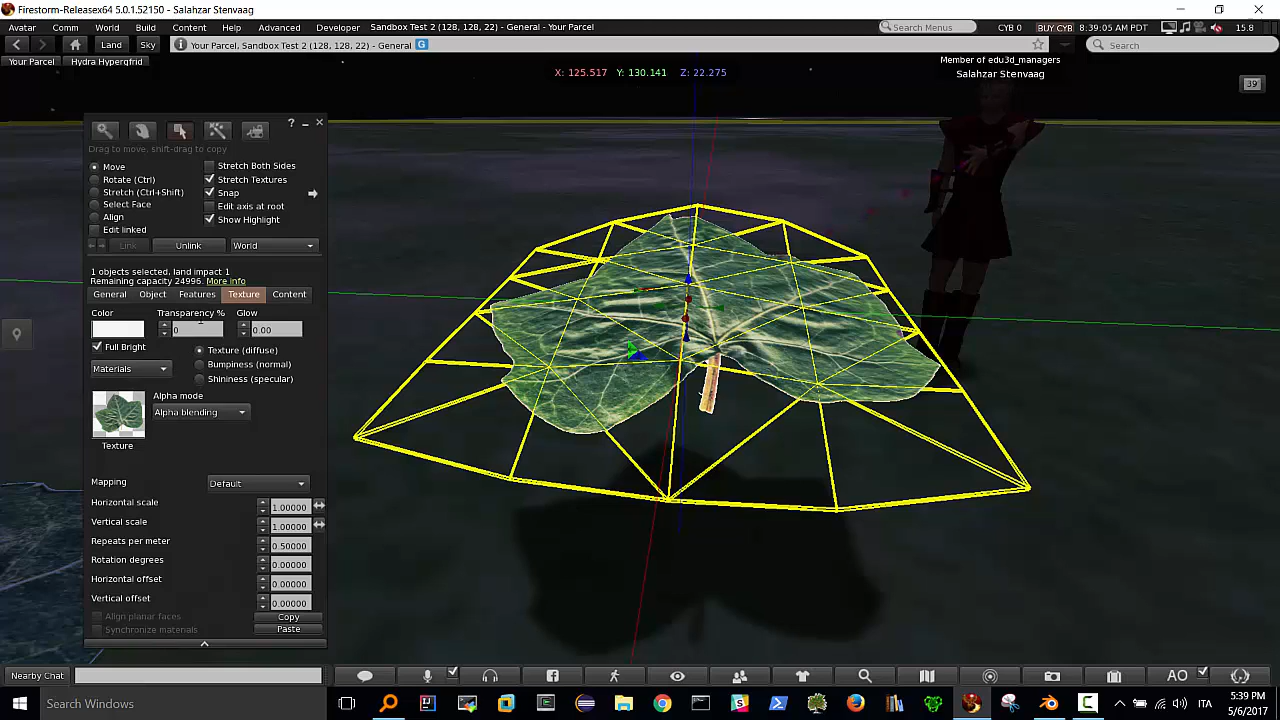 Firestorm-Releasex64 5.0.1.52150 - Salahzar Stenvaag
Avatar Comm World Build Content Help Advanced Developer Sandbox Test 2 (128, 128, 22) - General - Your Parcel Search Menus CYB 0 BUY CYB 8:39:05 AM PDT 15.8
Land Sky Your Parcel, Sandbox Test 2 (128, 128, 22) - General G Search
Your Parcel Hydra Hypergrid
Member of edu3d_managers
Salahzar Stenvaag
X: 125.517 Y: 130.141 Z: 22.275
39
Drag to move, shift-drag to copy
Move Stretch Both Sides
Rotate (Ctrl) Stretch Textures
Stretch (Ctrl+Shift) Snap
Select Face Edit axis at root
Align Show Highlight
Edit linked
Link Unlink World
1 objects selected, land impact 1
Remaining capacity 24996. More info
General Object Features Texture Content
Color Transparency % Glow
0 0.00
Full Bright Texture (diffuse)
Materials Bumpiness (normal)
Shininess (specular)
Alpha mode
Alpha blending
Texture
Mapping Default
Horizontal scale 1.00000
Vertical scale 1.00000
Repeats per meter 0.50000
Rotation degrees 0.00000
Horizontal offset 0.00000
Vertical offset 0.00000
Align planar faces Copy
Synchronize materials Paste
Nearby Chat AO
Search Windows ITA 5:39 PM
5/6/2017